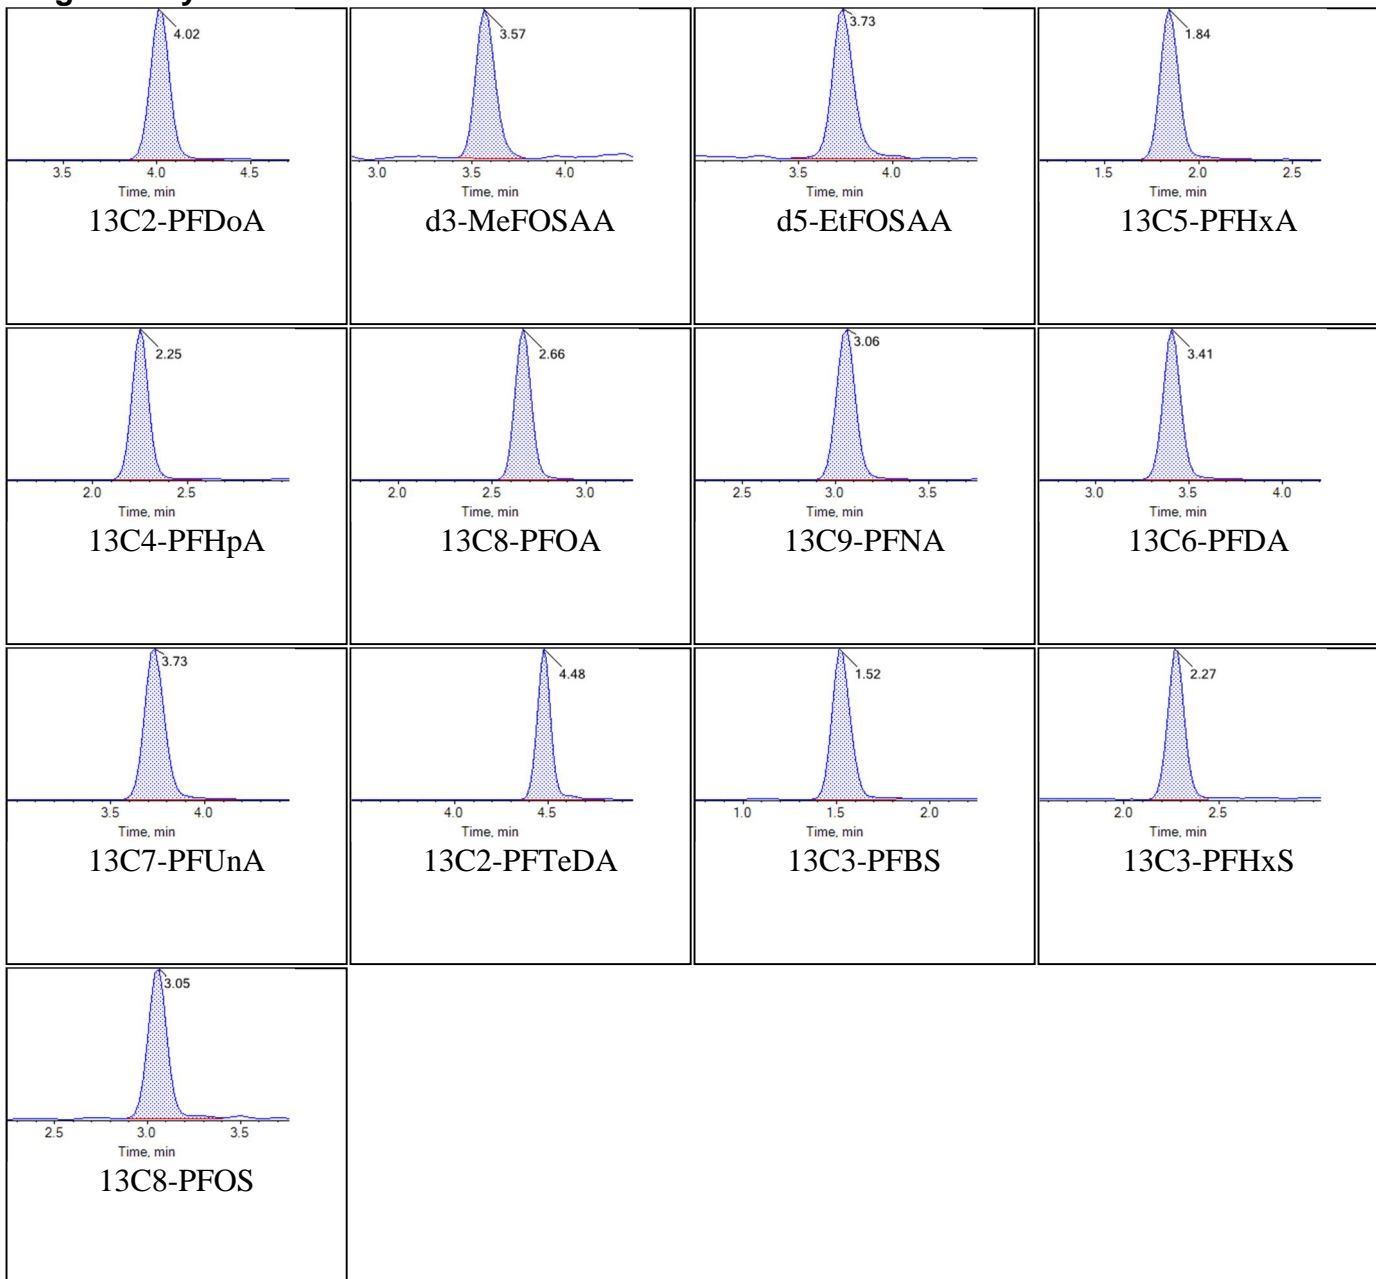 4.02
3.5 4.0 4.5
Time, min
13C2-PFDoA
3.57
3.0 3.5 4.0
Time, min
d3-MeFOSAA
3.73
3.5 4.0
Time, min
d5-EtFOSAA
1.84
1.5 2.0 2.5
Time, min
13C5-PFHxA
2.25
2.0 2.5
Time, min
13C4-PFHpA
2.66
2.0 2.5 3.0
Time, min
13C8-PFOA
3.06
2.5 3.0 3.5
Time, min
13C9-PFNA
3.41
3.0 3.5 4.0
Time, min
13C6-PFDA
3.73
3.5 4.0
Time, min
13C7-PFUnA
4.48
4.0 4.5
Time, min
13C2-PFTeDA
1.52
1.0 1.5 2.0
Time, min
13C3-PFBS
2.27
2.0 2.5
Time, min
13C3-PFHxS
3.05
2.5 3.0 3.5
Time, min
13C8-PFOS